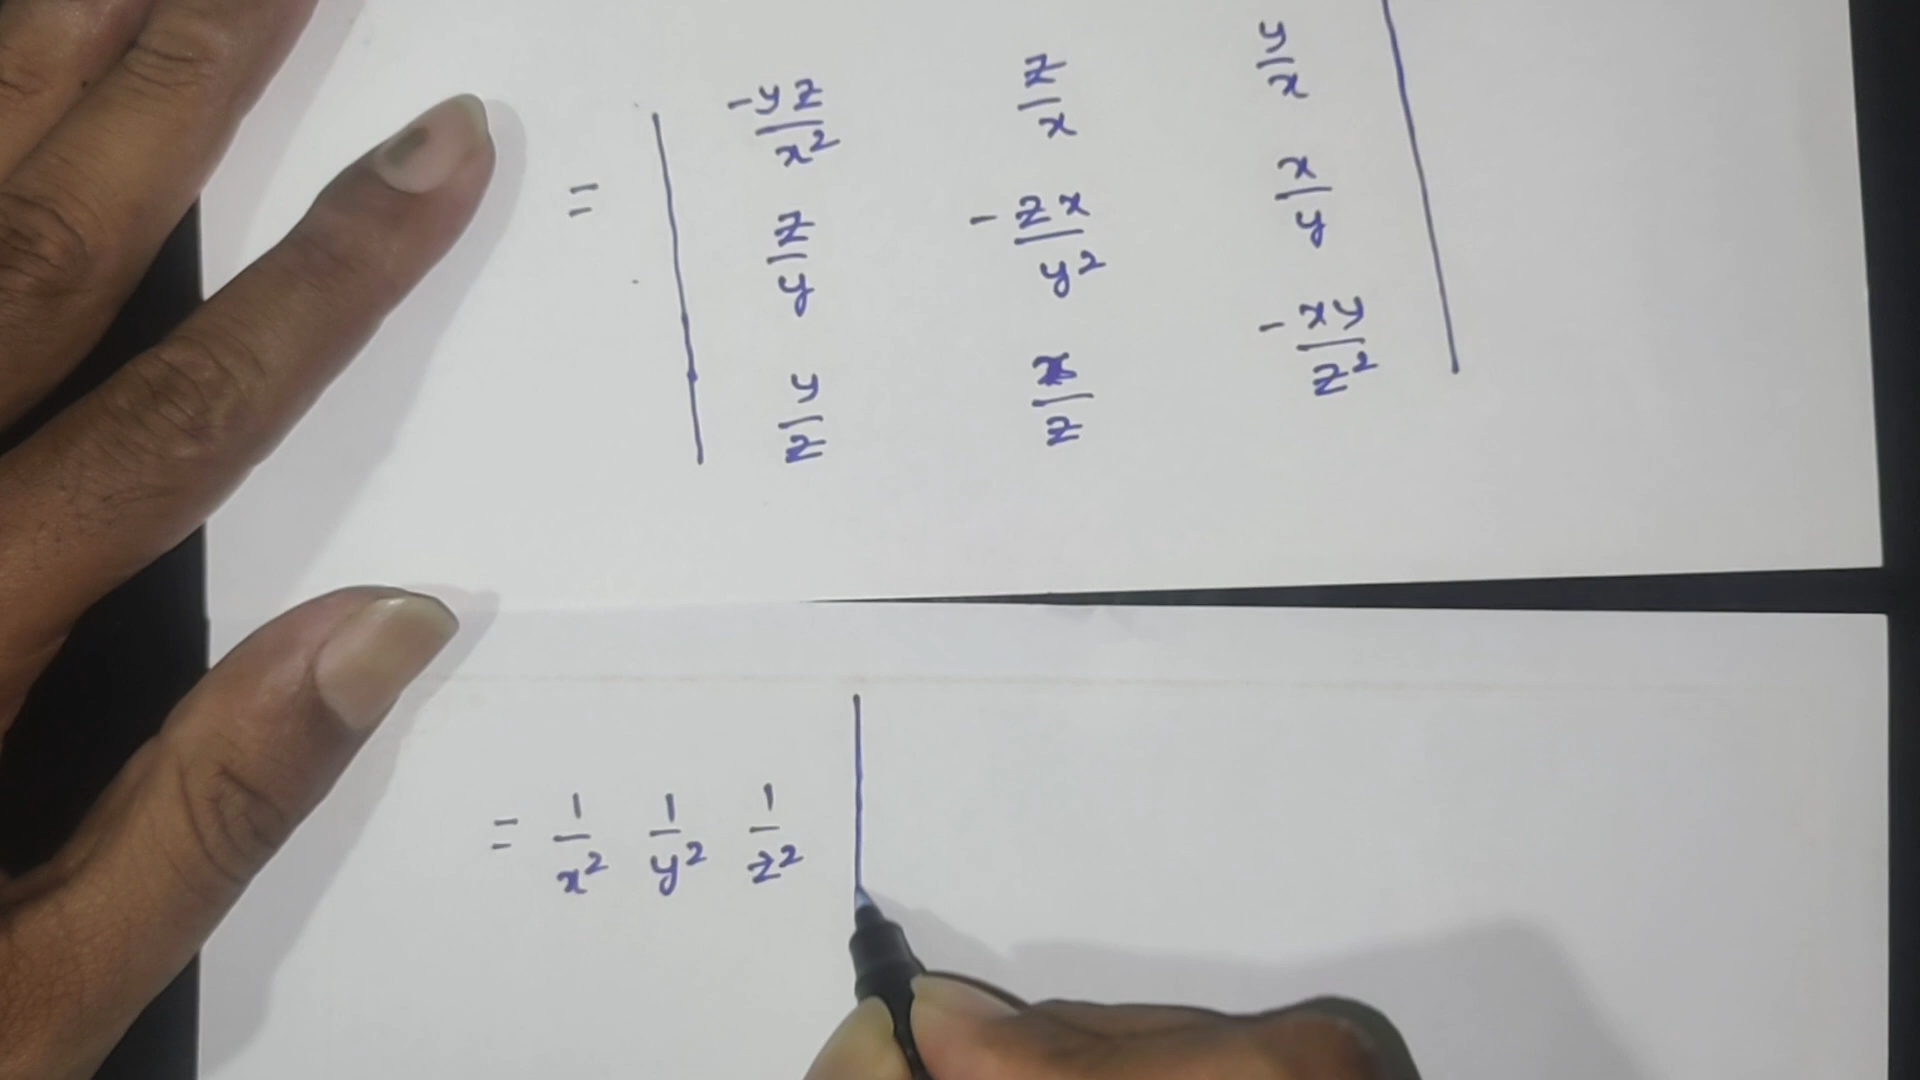 = | -yz/x² z/x y/x |
| z/y -zx/y² x/y |
| y/z x/z -xy/z² |
= 1/x² 1/y² 1/z² |